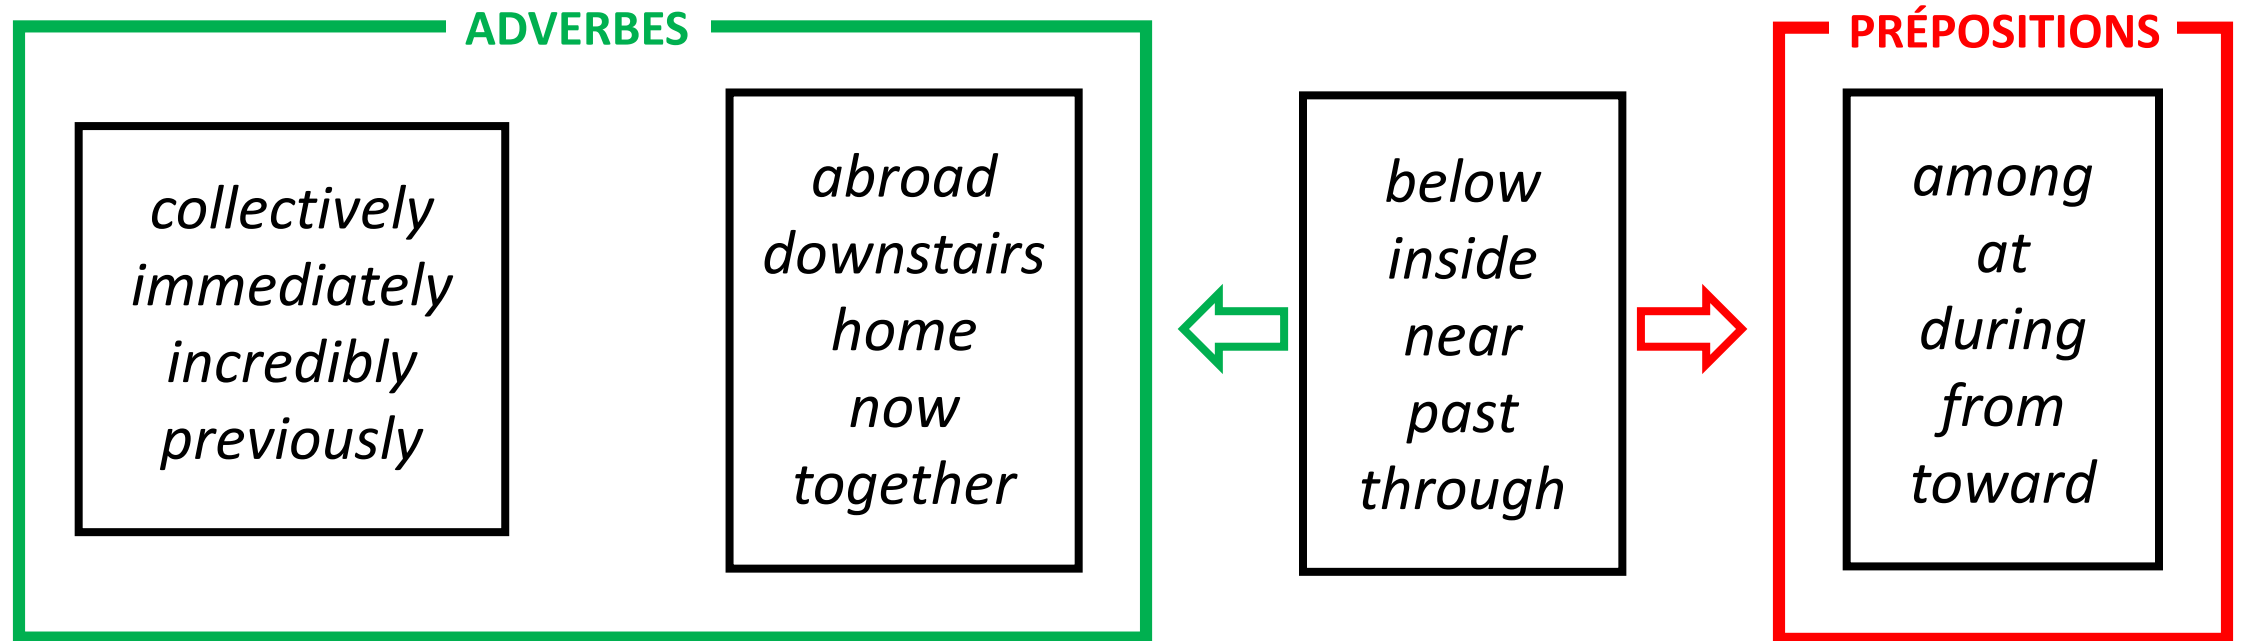 ADVERBES
collectively
immediately
incredibly
previously
abroad
downstairs
home
now
together
below
inside
near
past
through
PRÉPOSITIONS
among
at
during
from
toward